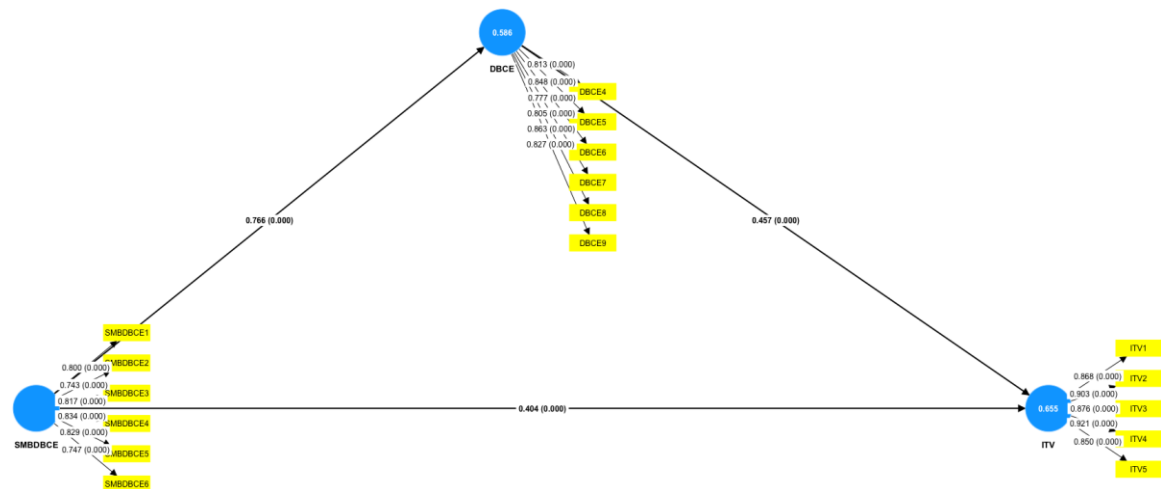 0.586
DBCE
0.813 (0.000)
0.848 (0.000)
0.777 (0.000)
0.805 (0.000)
0.863 (0.000)
0.827 (0.000)
DBCE4
DBCE5
DBCE6
DBCE7
DBCE8
DBCE9
0.766 (0.000)
0.457 (0.000)
SMBDBCE1
SMBDBCE2
SMBDBCE3
SMBDBCE4
SMBDBCE5
SMBDBCE6
0.800 (0.000)
0.743 (0.000)
0.817 (0.000)
0.834 (0.000)
0.829 (0.000)
0.747 (0.000)
SMBDBCE
0.404 (0.000)
0.655
ITV
0.868 (0.000)
0.903 (0.000)
0.876 (0.000)
0.921 (0.000)
0.850 (0.000)
ITV1
ITV2
ITV3
ITV4
ITV5